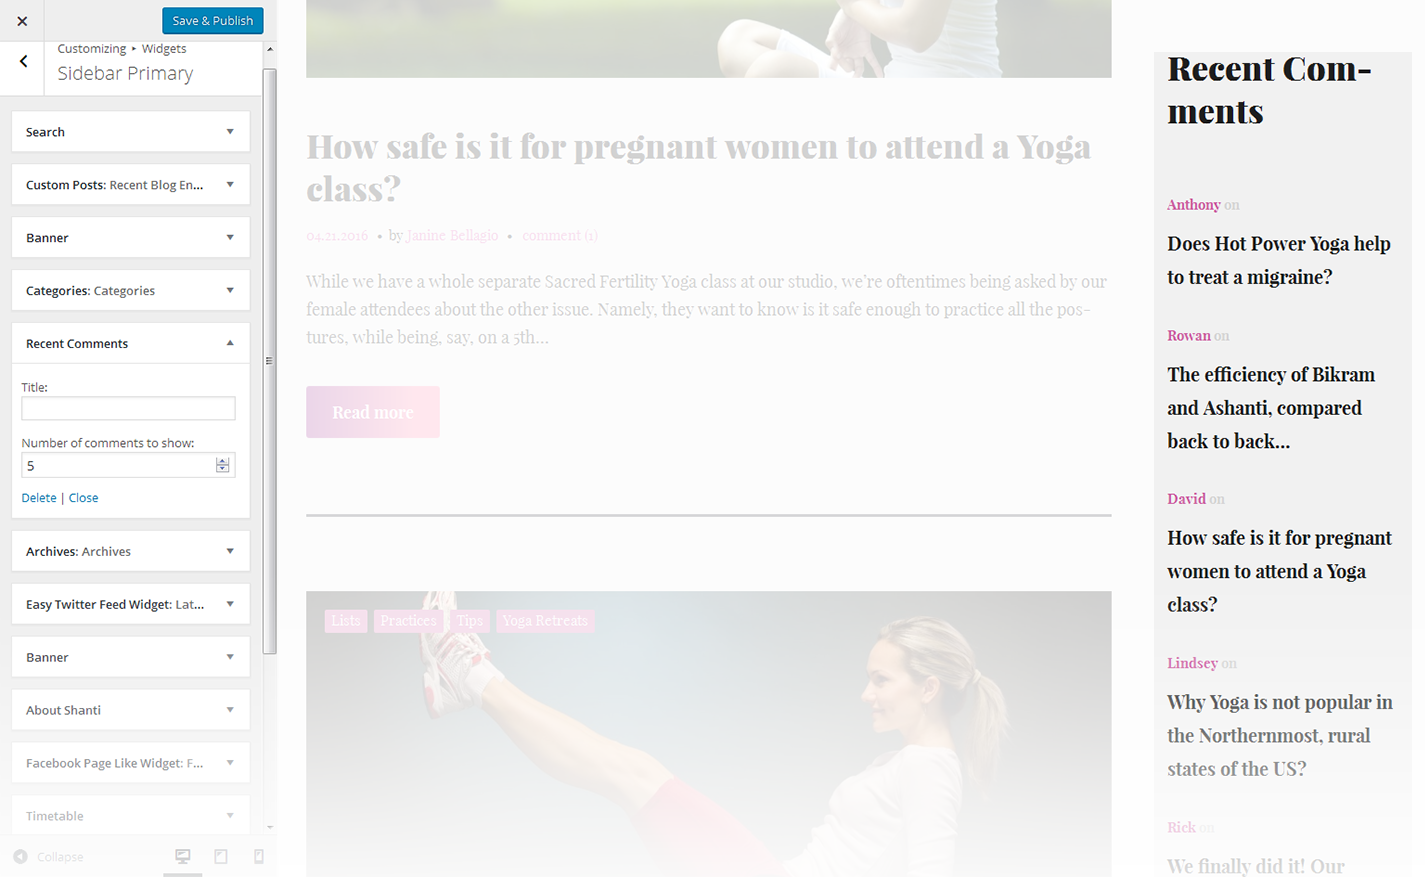 Save & Publish
Customizing ▸ Widgets
Sidebar Primary
Search
Custom Posts: Recent Blog En...
Banner
Categories: Categories
Recent Comments
Title:
Number of comments to show:
5
Delete | Close
Archives: Archives
Easy Twitter Feed Widget: Lat...
Banner
About Shanti
Facebook Page Like Widget: F...
Timetable
Collapse
How safe is it for pregnant women to attend a Yoga
class?
04.21.2016 • by Janine Bellagio • comment (1)
While we have a whole separate Sacred Fertility Yoga class at our studio, we're oftentimes being asked by our
female attendees about the other issue. Namely, they want to know is it safe enough to practice all the pos-
tures, while being, say, on a 5th...
Read more
Lists Practices Tips Yoga Retreats
Recent Com-
ments
Anthony on
Does Hot Power Yoga help
to treat a migraine?
Rowan on
The efficiency of Bikram
and Ashanti, compared
back to back...
David on
How safe is it for pregnant
women to attend a Yoga
class?
Lindsey on
Why Yoga is not popular in
the Northernmost, rural
states of the US?
Rick on
We finally did it! Our